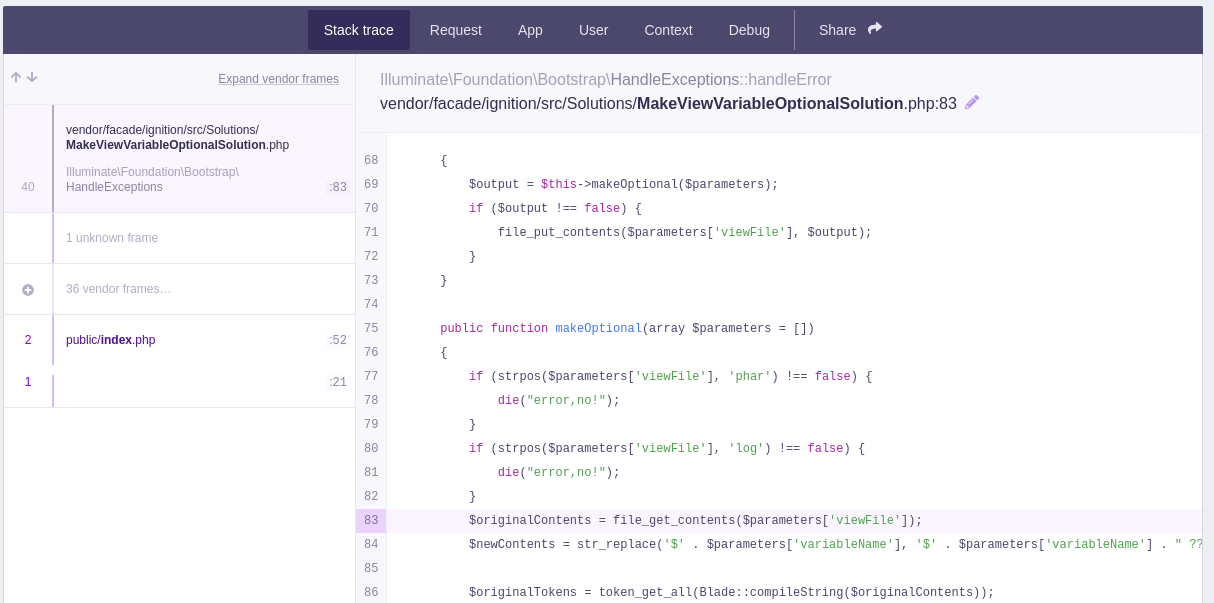 Stack trace Request App User Context Debug Share
Expand vendor frames
vendor/facade/ignition/src/Solutions/
MakeViewVariableOptionalSolution.php
Illuminate\Foundation\Bootstrap\
40 HandleExceptions :83
1 unknown frame
36 vendor frames…
2 public/index.php :52
1 :21
Illuminate\Foundation\Bootstrap\HandleExceptions::handleError
vendor/facade/ignition/src/Solutions/MakeViewVariableOptionalSolution.php:83
68 {
69 $output = $this->makeOptional($parameters);
70 if ($output !== false) {
71 file_put_contents($parameters['viewFile'], $output);
72 }
73 }
74
75 public function makeOptional(array $parameters = [])
76 {
77 if (strpos($parameters['viewFile'], 'phar') !== false) {
78 die("error,no!");
79 }
80 if (strpos($parameters['viewFile'], 'log') !== false) {
81 die("error,no!");
82 }
83 $originalContents = file_get_contents($parameters['viewFile']);
84 $newContents = str_replace('$' . $parameters['variableName'], '$' . $parameters['variableName'] . " ??
85
86 $originalTokens = token_get_all(Blade::compileString($originalContents));